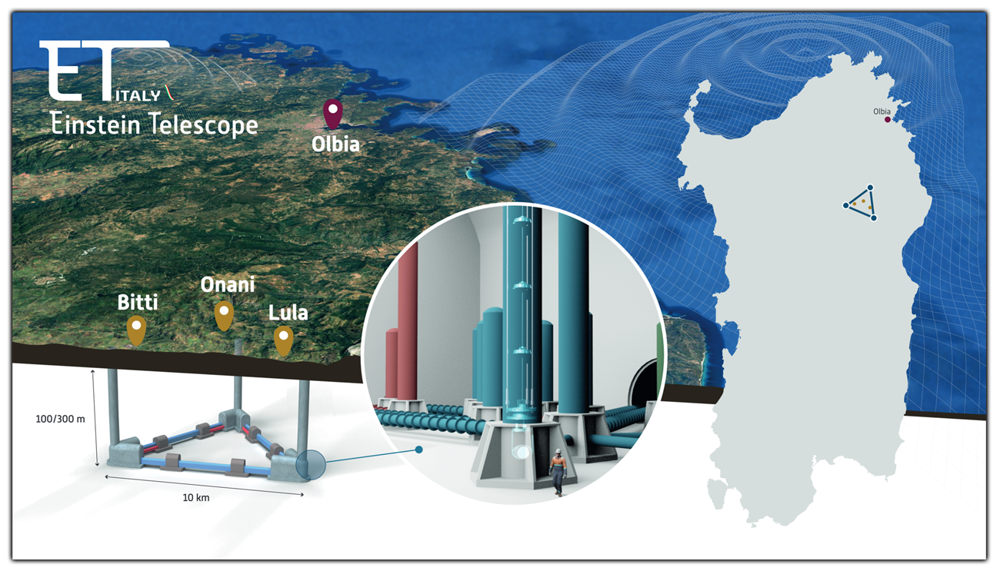 ET ITALY
Einstein Telescope
Olbia
Olbia
Onani
Bitti
Lula
100/300 m
10 km